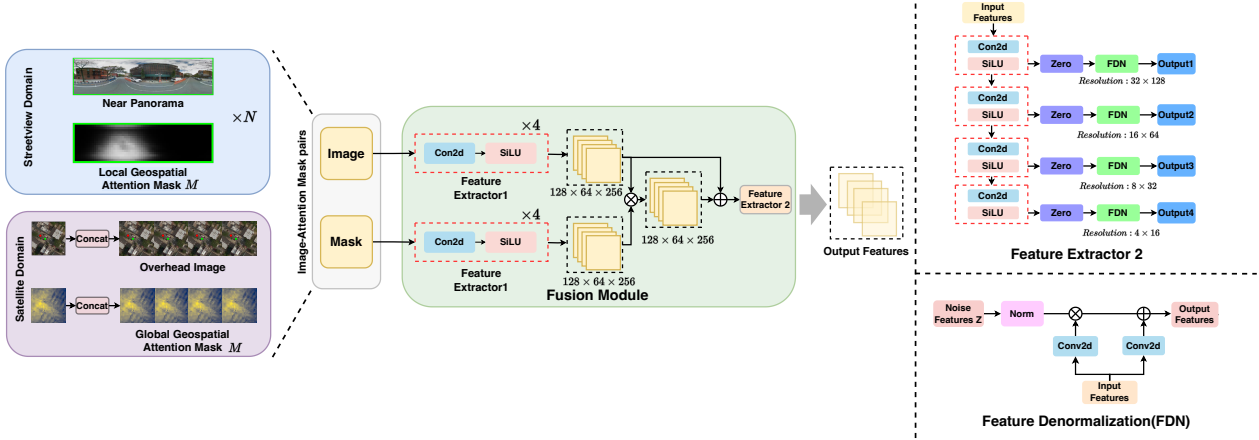 Streetview Domain
Near Panorama
×N
Local Geospatial
Attention Mask M
Satellite Domain
Concat
Overhead Image
Concat
Global Geospatial
Attention Mask M
Image-Attention Mask pairs
Image
Mask
×4
Con2d
SiLU
Feature
Extractor1
128 × 64 × 256
×4
Con2d
SiLU
Feature
Extractor1
128 × 64 × 256
128 × 64 × 256
Feature
Extractor 2
Fusion Module
Output Features
Input
Features
Con2d
SiLU
Zero
FDN
Output1
Resolution : 32 × 128
Con2d
SiLU
Zero
FDN
Output2
Resolution : 16 × 64
Con2d
SiLU
Zero
FDN
Output3
Resolution : 8 × 32
Con2d
SiLU
Zero
FDN
Output4
Resolution : 4 × 16
Feature Extractor 2
Noise
Features Z
Norm
Output
Features
Conv2d
Conv2d
Input
Features
Feature Denormalization(FDN)